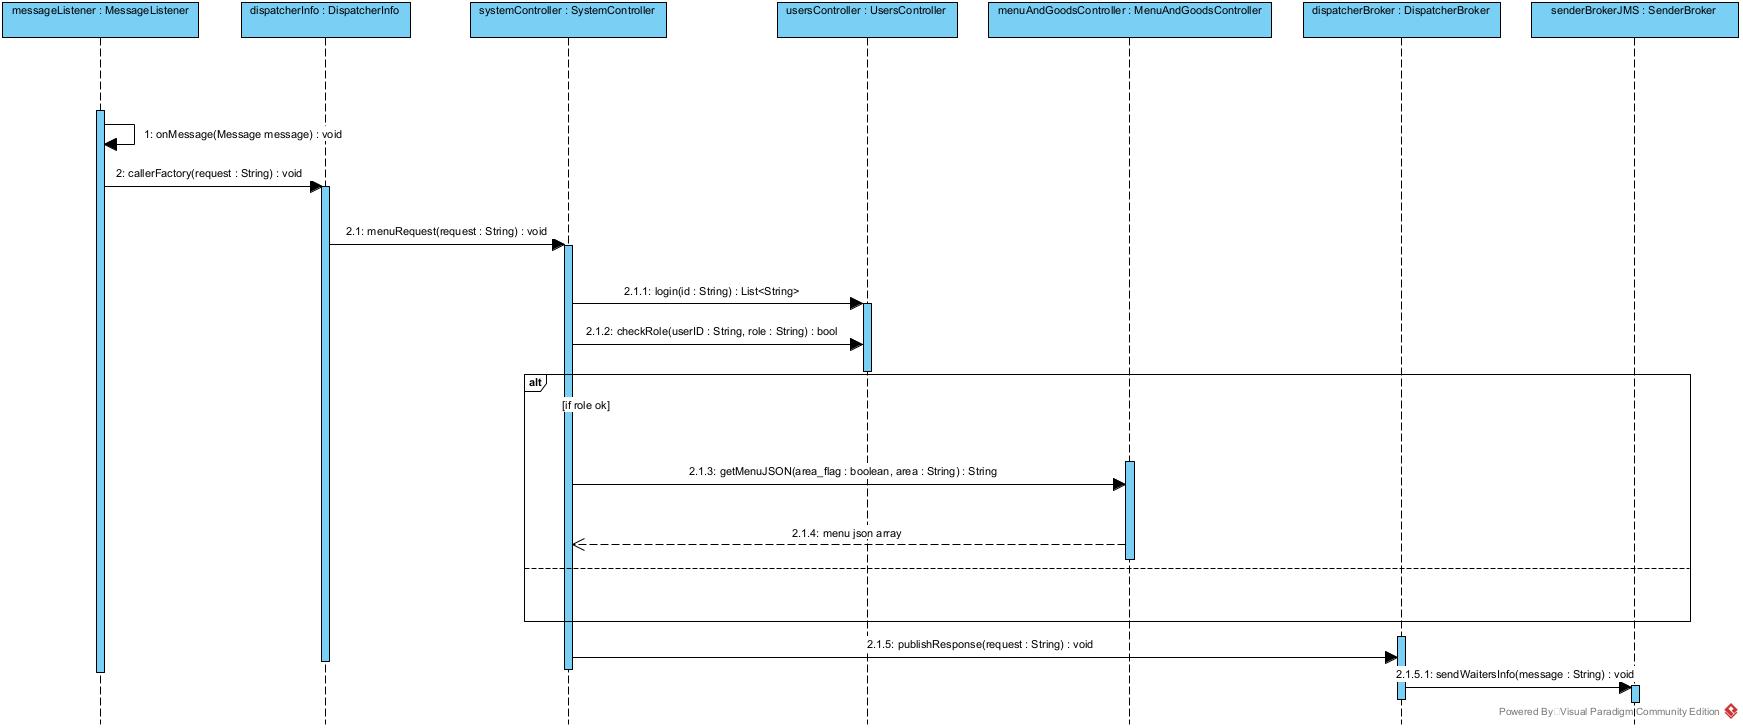 messageListener : MessageListener
dispatcherInfo : DispatcherInfo
systemController : SystemController
usersController : UsersController
menuAndGoodsController : MenuAndGoodsController
dispatcherBroker : DispatcherBroker
senderBrokerJMS : SenderBroker
1: onMessage(Message message) : void
2: callerFactory(request : String) : void
2.1: menuRequest(request : String) : void
2.1.1: login(id : String) : List<String>
2.1.2: checkRole(userID : String, role : String) : bool
alt
[if role ok]
2.1.3: getMenuJSON(area_flag : boolean, area : String) : String
2.1.4: menu json array
2.1.5: publishResponse(request : String) : void
2.1.5.1: sendWaitersInfo(message : String) : void
Powered By Visual Paradigm Community Edition